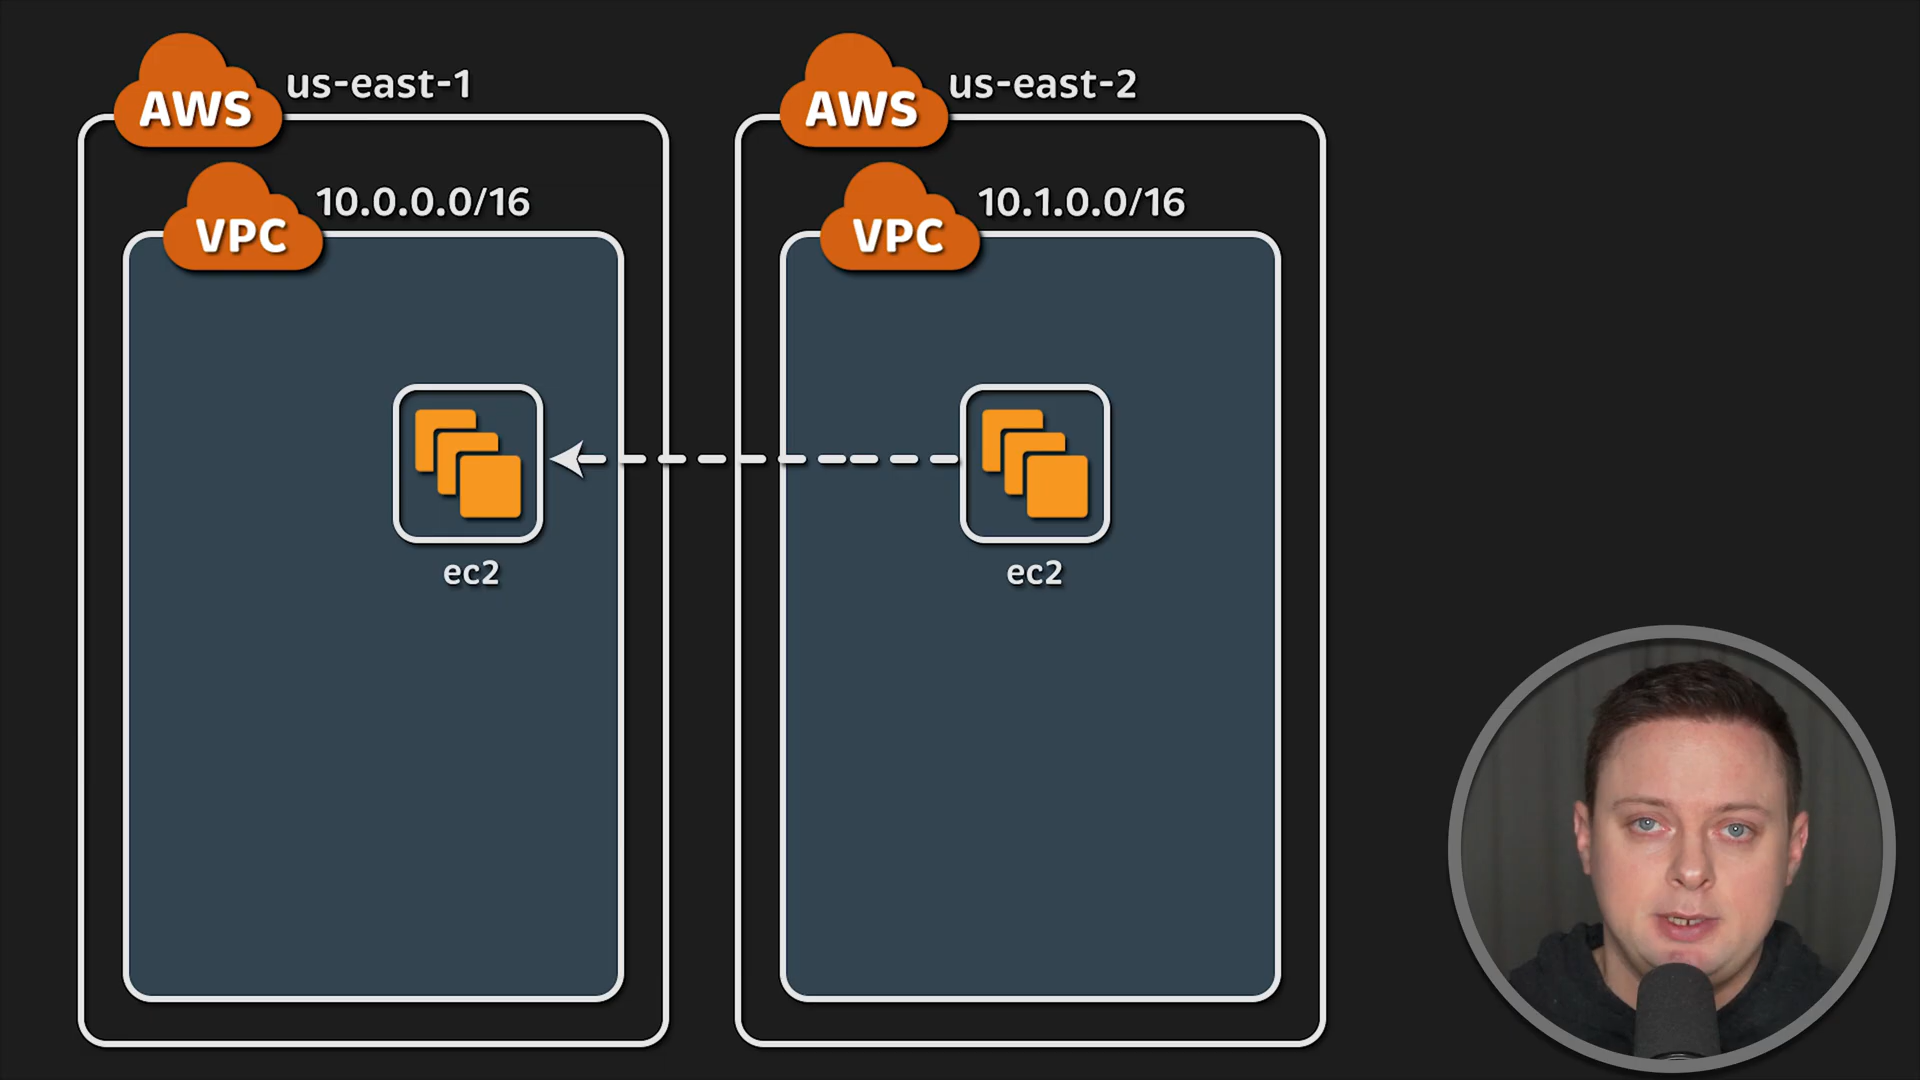 AWS us-east-1
VPC 10.0.0.0/16
ec2
AWS us-east-2
VPC 10.1.0.0/16
ec2